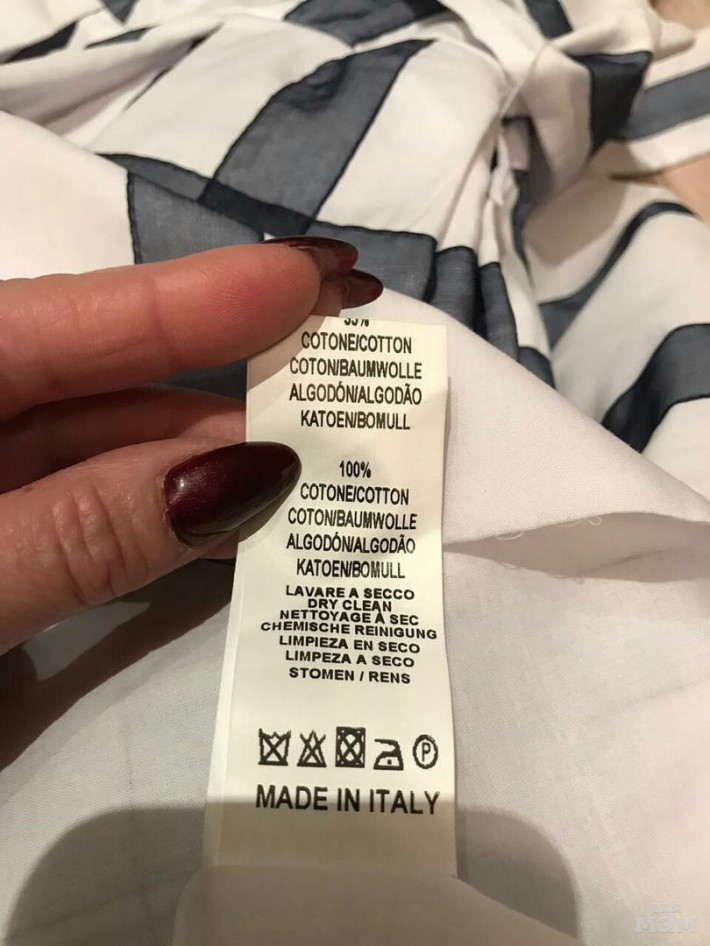 COTONE/COTTON
COTON/BAUMWOLLE
ALGODÓN/ALGODÃO
KATOEN/BOMULL
100%
COTONE/COTTON
COTON/BAUMWOLLE
ALGODÓN/ALGODÃO
KATOEN/BOMULL
LAVARE A SECCO
DRY CLEAN
NETTOYAGE À SEC
CHEMISCHE REINIGUNG
LIMPIEZA EN SECO
LIMPEZA A SECO
STOMEN / RENS
P
MADE IN ITALY